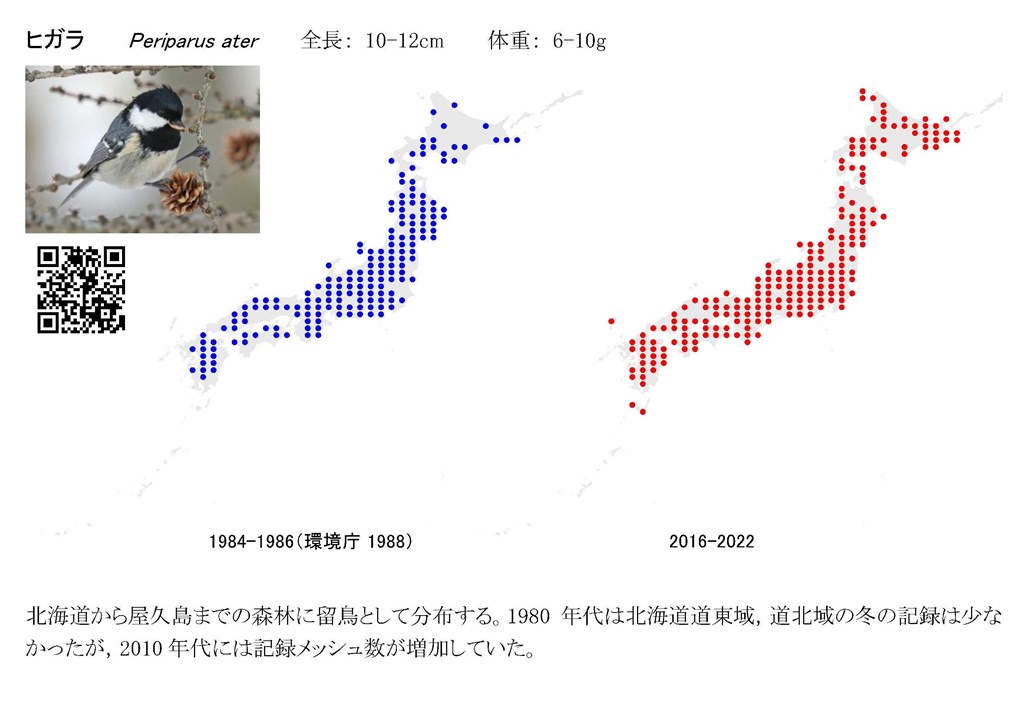 ヒガラ Periparus ater 全長： 10-12cm 体重： 6-10g
1984-1986（環境庁 1988） 2016-2022
北海道から屋久島までの森林に留鳥として分布する。1980 年代は北海道道東域，道北域の冬の記録は少な
かったが，2010 年代には記録メッシュ数が増加していた。